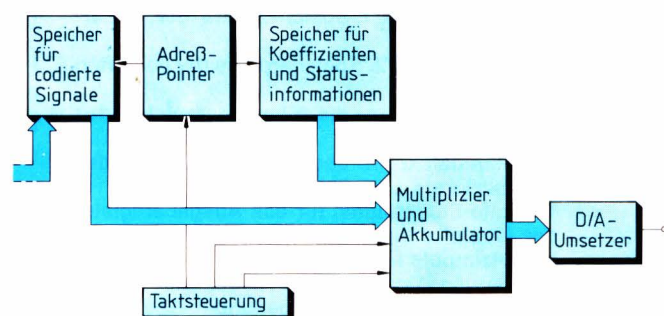 Speicher
für
codierte
Signale
Adreß-
Pointer
Speicher für
Koeffizienten
und Status-
informationen
Multiplizier.
und
Akkumulator
D/A-
Umsetzer
Taktsteuerung